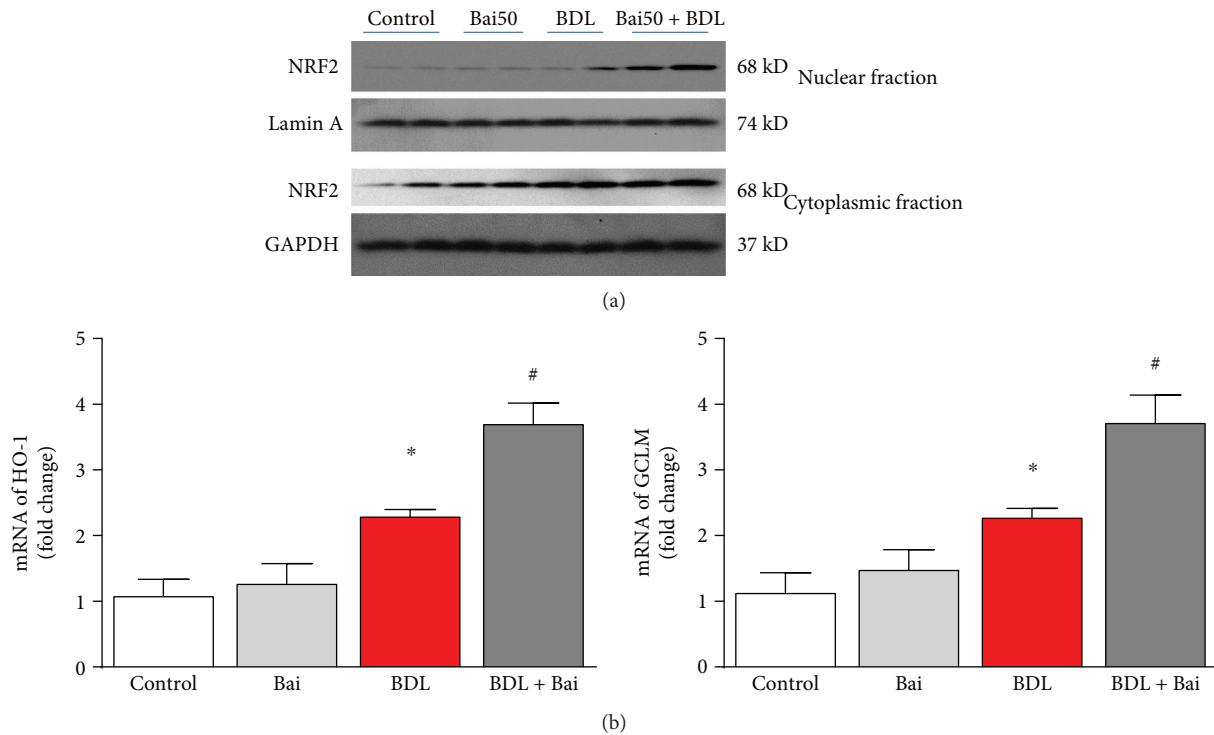 Control Bai50 BDL Bai50 + BDL
NRF2 68 kD Nuclear fraction
Lamin A 74 kD
NRF2 68 kD Cytoplasmic fraction
GAPDH 37 kD
(a)
mRNA of HO-1
(fold change)
5
4
3
2
1
0
*
#
Control Bai BDL BDL + Bai
mRNA of GCLM
(fold change)
5
4
3
2
1
0
*
#
Control Bai BDL BDL + Bai
(b)